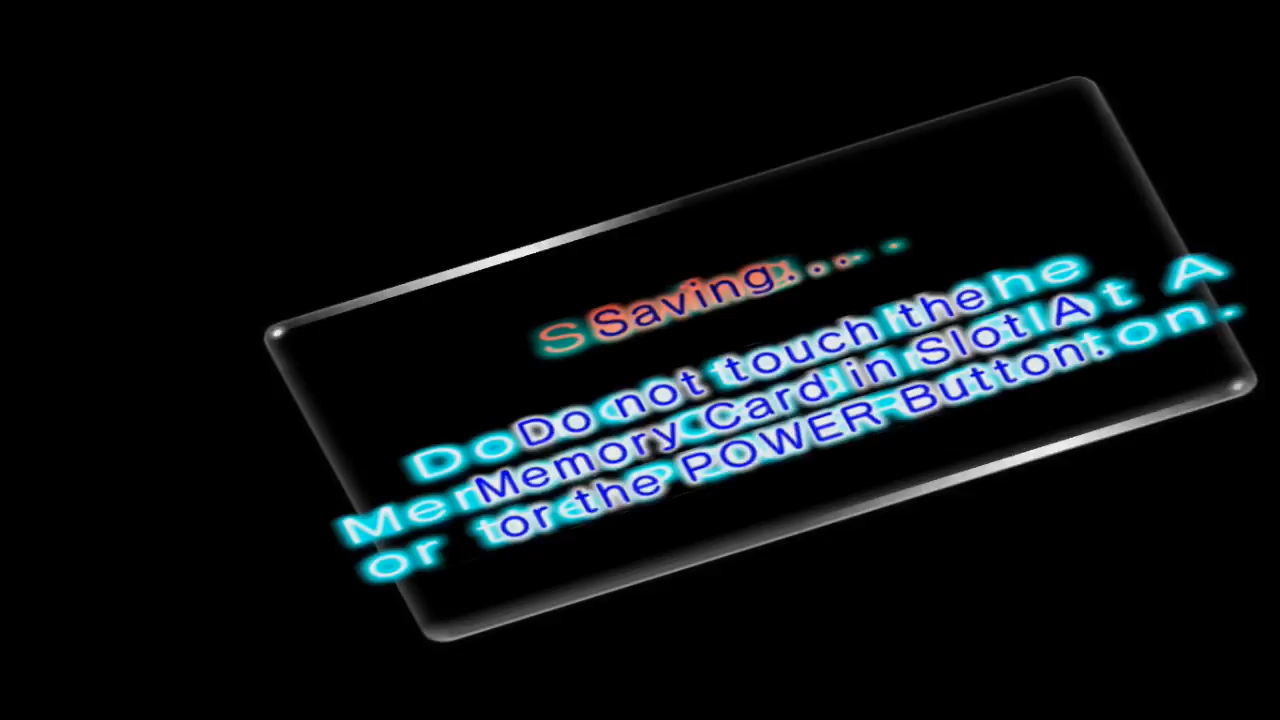 Saving...
Do not touch the
Memory Card in Slot A
or the POWER Button.